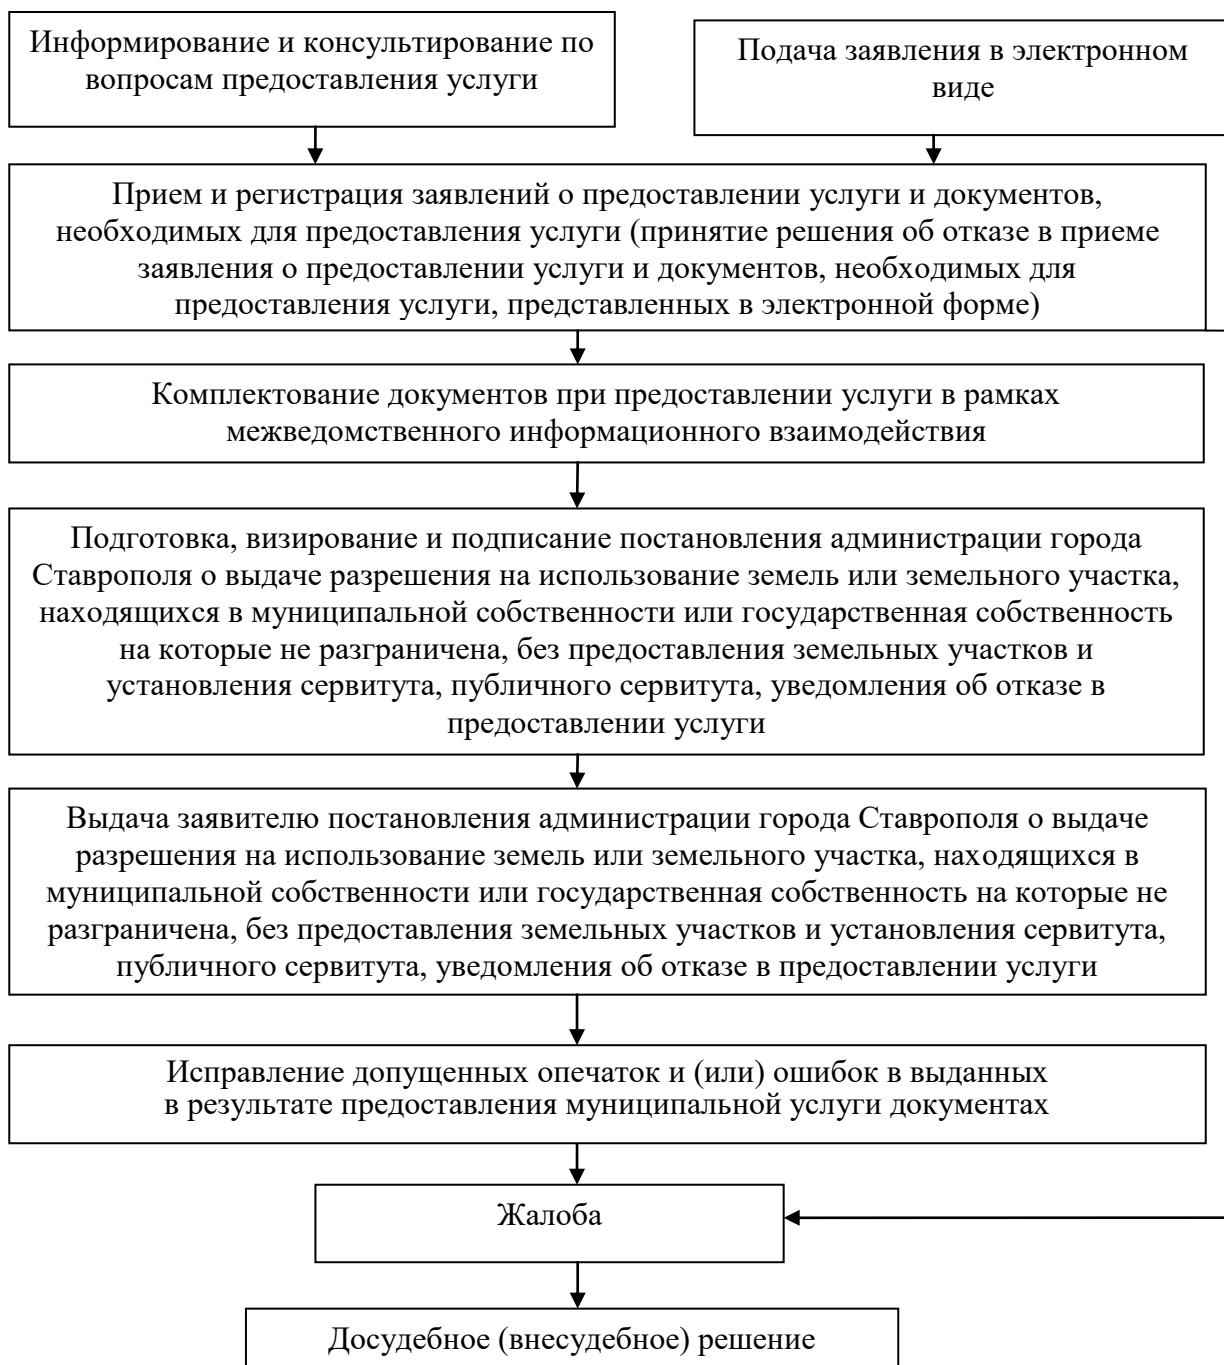 Информирование и консультирование по
вопросам предоставления услуги
Подача заявления в электронном
виде
Прием и регистрация заявлений о предоставлении услуги и документов,
необходимых для предоставления услуги (принятие решения об отказе в приеме
заявления о предоставлении услуги и документов, необходимых для
предоставления услуги, представленных в электронной форме)
Комплектование документов при предоставлении услуги в рамках
межведомственного информационного взаимодействия
Подготовка, визирование и подписание постановления администрации города
Ставрополя о выдаче разрешения на использование земель или земельного участка,
находящихся в муниципальной собственности или государственная собственность
на которые не разграничена, без предоставления земельных участков и
установления сервитута, публичного сервитута, уведомления об отказе в
предоставлении услуги
Выдача заявителю постановления администрации города Ставрополя о выдаче
разрешения на использование земель или земельного участка, находящихся в
муниципальной собственности или государственная собственность на которые не
разграничена, без предоставления земельных участков и установления сервитута,
публичного сервитута, уведомления об отказе в предоставлении услуги
Исправление допущенных опечаток и (или) ошибок в выданных
в результате предоставления муниципальной услуги документах
Жалоба
Досудебное (внесудебное) решение